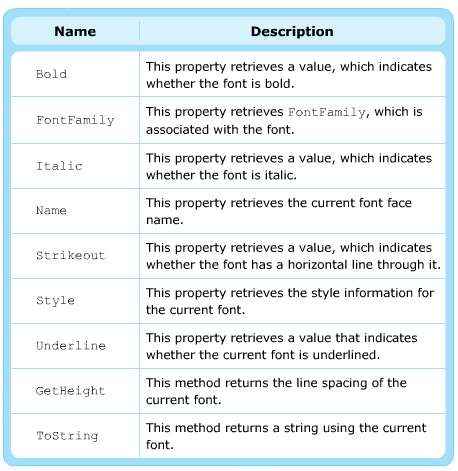 Name Description
Bold
This property retrieves a value, which indicates
whether the font is bold.
FontFamily
This property retrieves FontFamily, which is
associated with the font.
Italic
This property retrieves a value, which indicates
whether the font is italic.
Name
This property retrieves the current font face
name.
Strikeout
This property retrieves a value, which indicates
whether the font has a horizontal line through it.
Style
This property retrieves the style information for
the current font.
Underline
This property retrieves a value that indicates
whether the current font is underlined.
GetHeight
This method returns the line spacing of the
current font.
ToString
This method returns a string using the current
font.